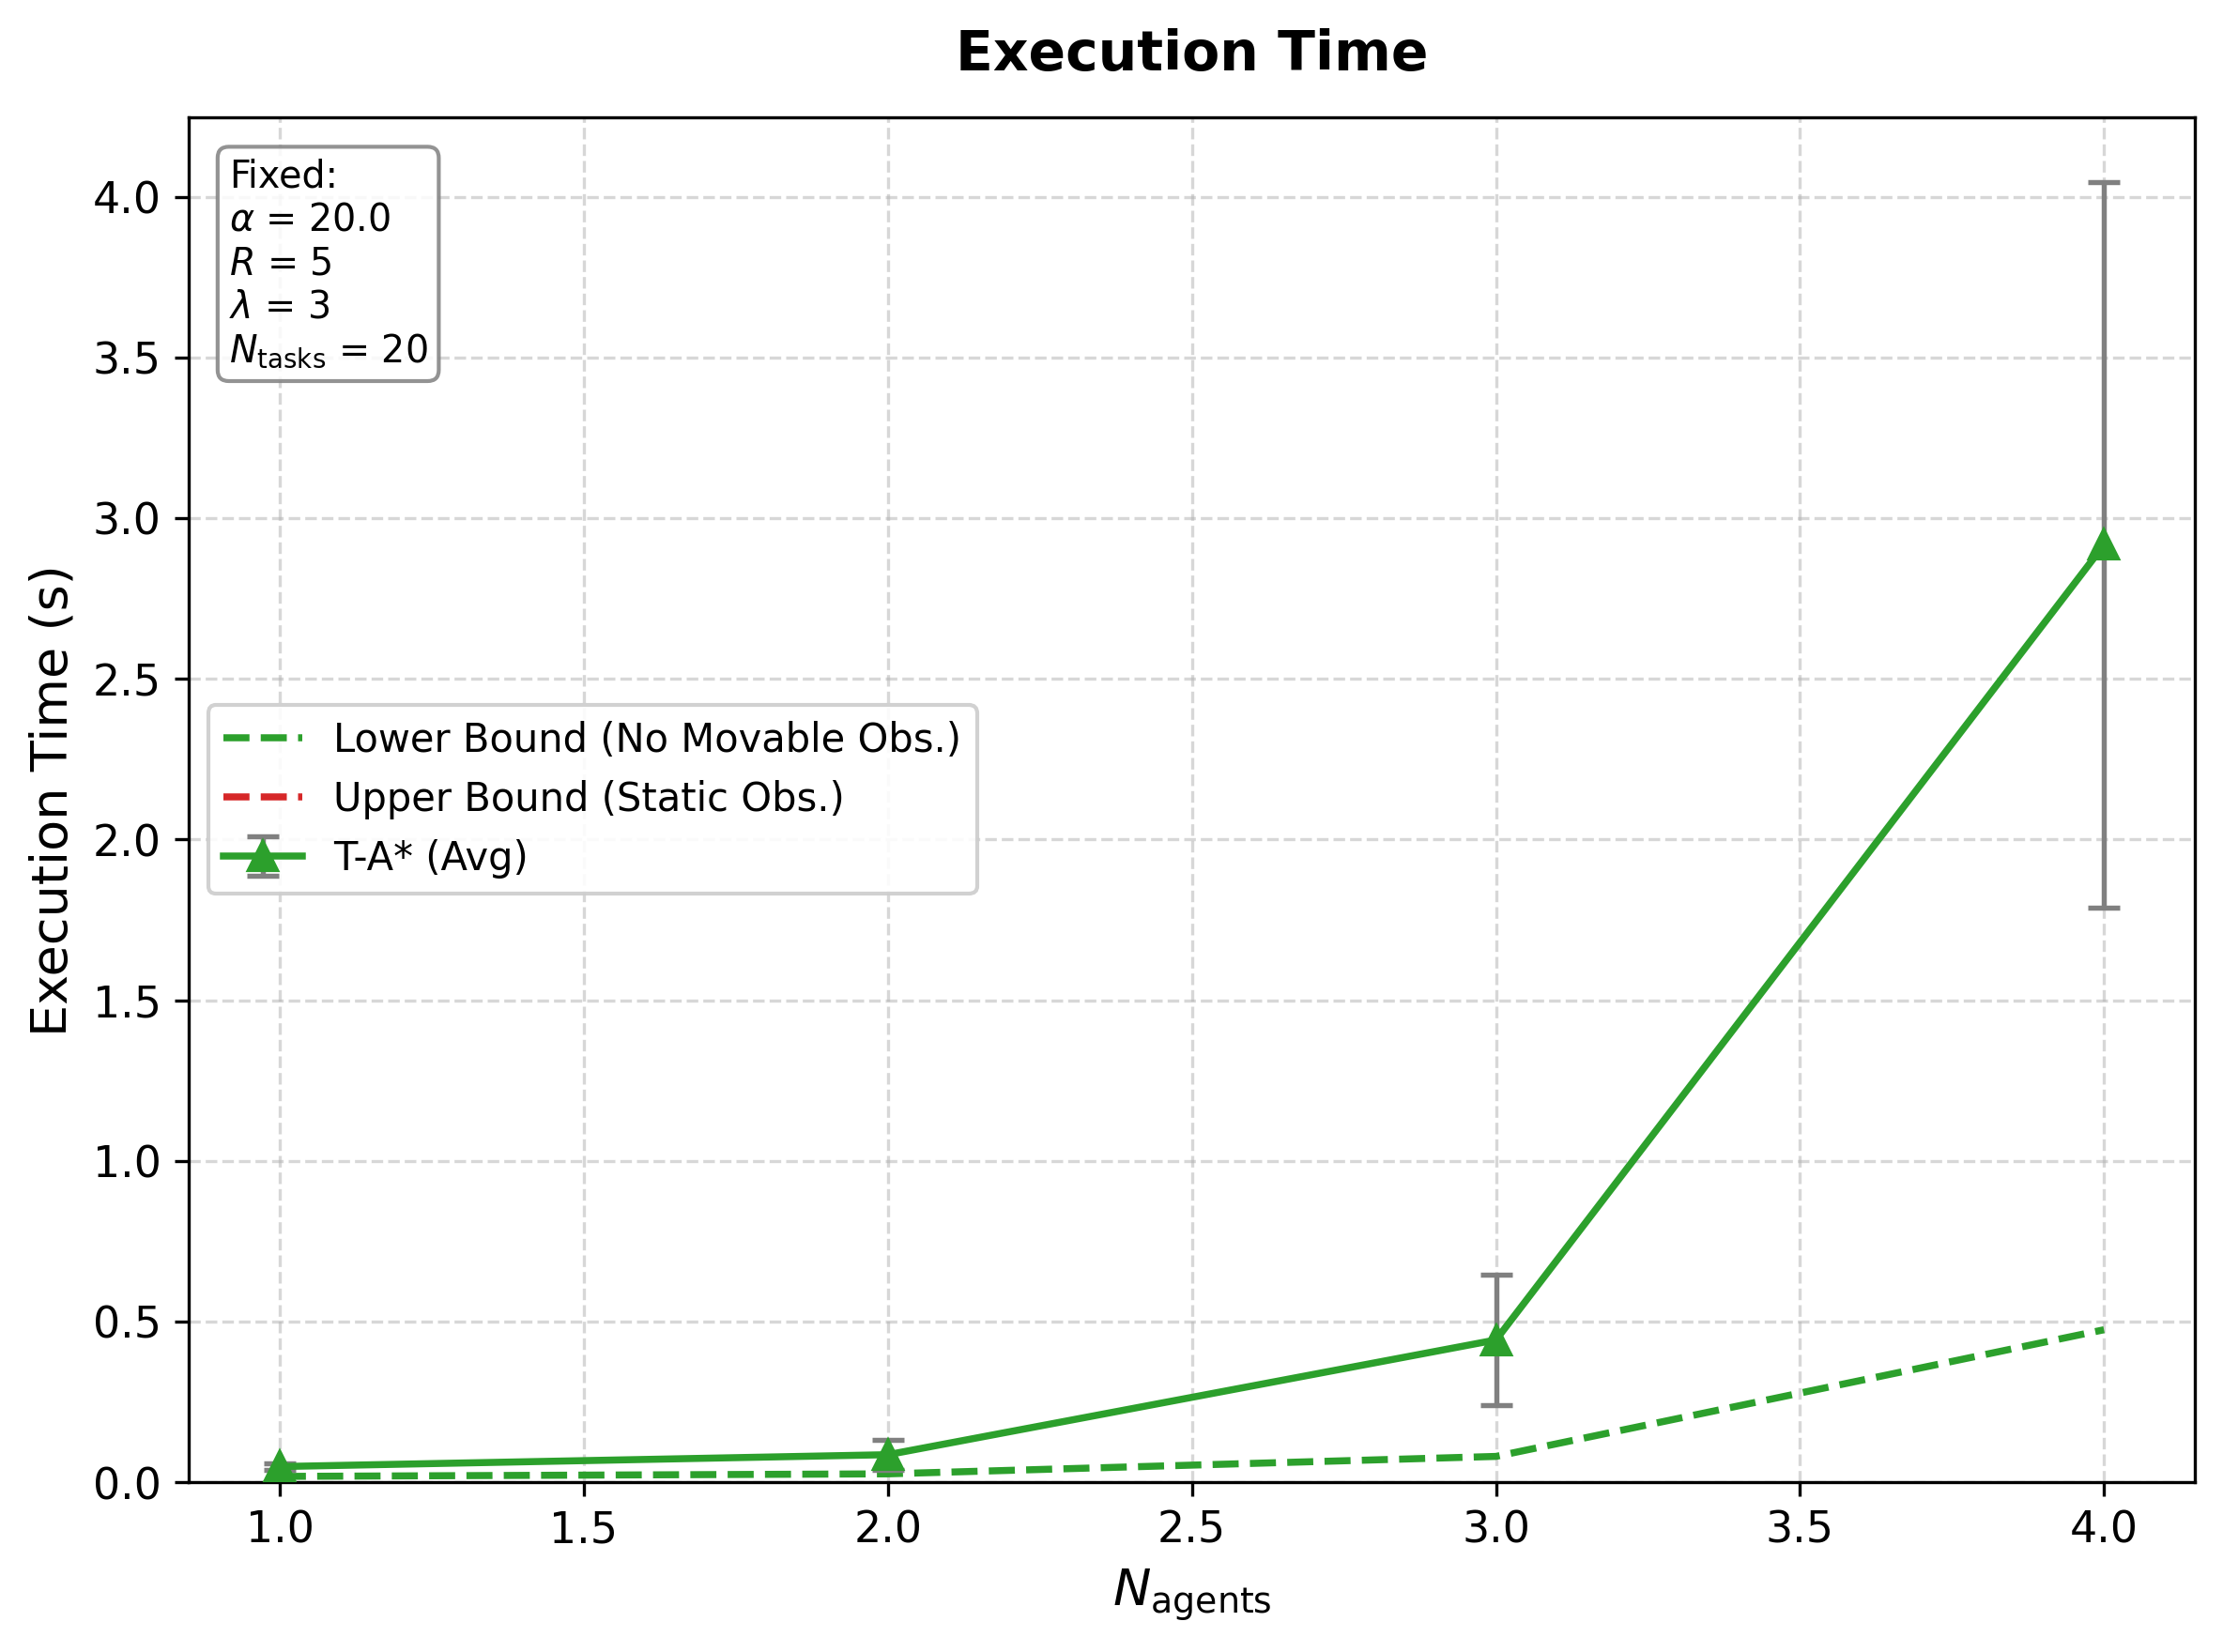 Execution Time
Fixed:
α = 20.0
R = 5
λ = 3
N_tasks = 20
Execution Time (s)
4.0
3.5
3.0
2.5
2.0
1.5
1.0
0.5
0.0
Lower Bound (No Movable Obs.)
Upper Bound (Static Obs.)
T-A* (Avg)
1.0 1.5 2.0 2.5 3.0 3.5 4.0
N_agents